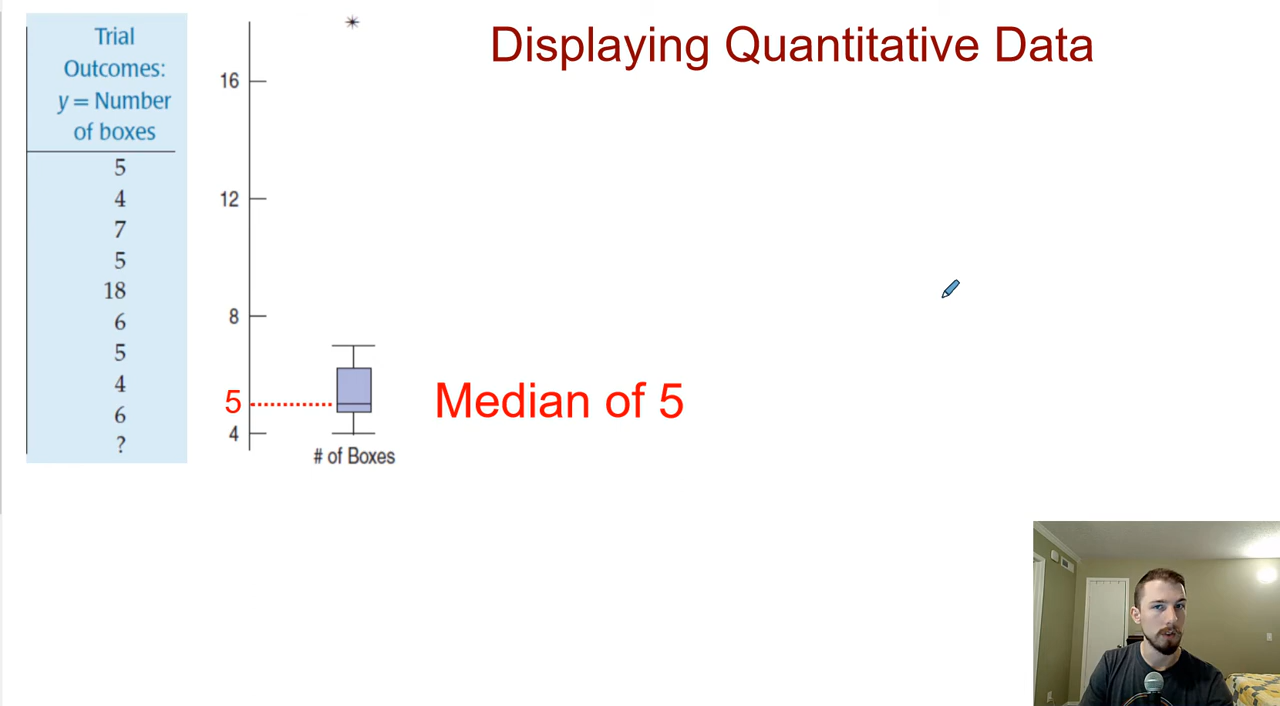 Displaying Quantitative Data
Trial
Outcomes:
y = Number
of boxes
5
4
7
5
18
6
5
4
6
?
16
12
8
5
4
# of Boxes
Median of 5